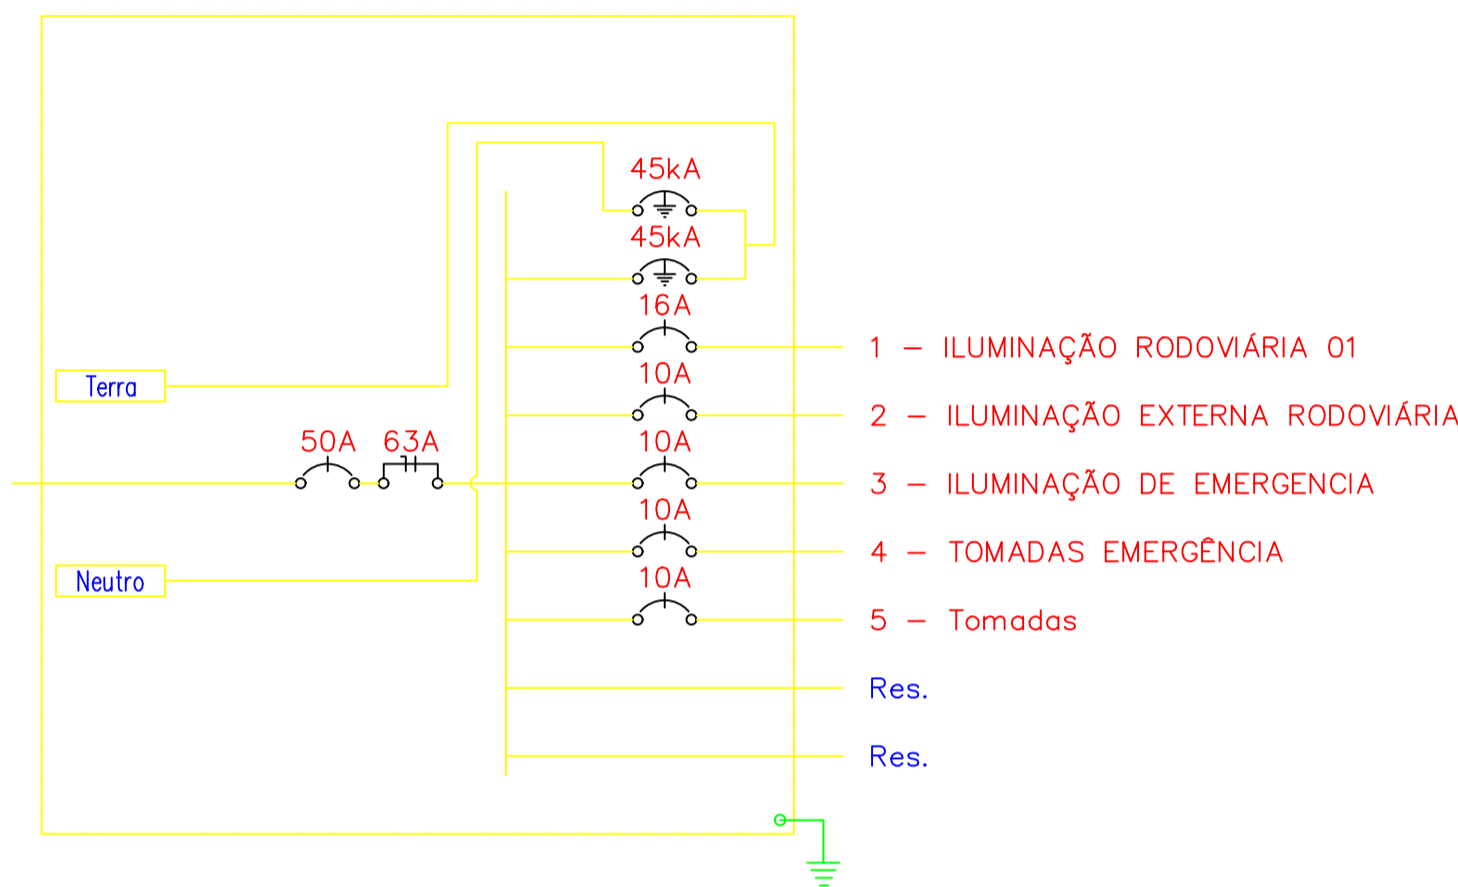 45kA
45kA
16A
1 – ILUMINAÇÃO RODOVIÁRIA 01
Terra
10A
2 – ILUMINAÇÃO EXTERNA RODOVIÁRIA
50A 63A
10A
3 – ILUMINAÇÃO DE EMERGENCIA
10A
4 – TOMADAS EMERGÊNCIA
Neutro
10A
5 – Tomadas
Res.
Res.